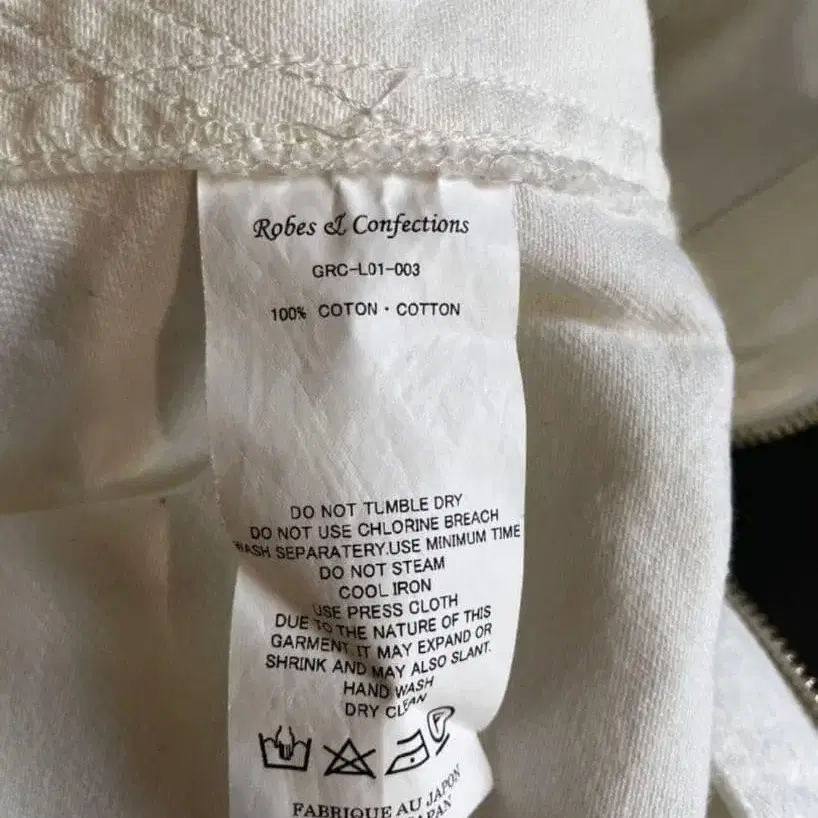 Robes & Confections
GRC-L01-003
100% COTON · COTTON
DO NOT TUMBLE DRY
DO NOT USE CHLORINE BREACH
WASH SEPARATERY.USE MINIMUM TIME
DO NOT STEAM
COOL IRON
USE PRESS CLOTH
DUE TO THE NATURE OF THIS
GARMENT.IT MAY EXPAND OR
SHRINK AND MAY ALSO SLANT.
HAND WASH
DRY CLEAN
F
FABRIQUE AU JAPON